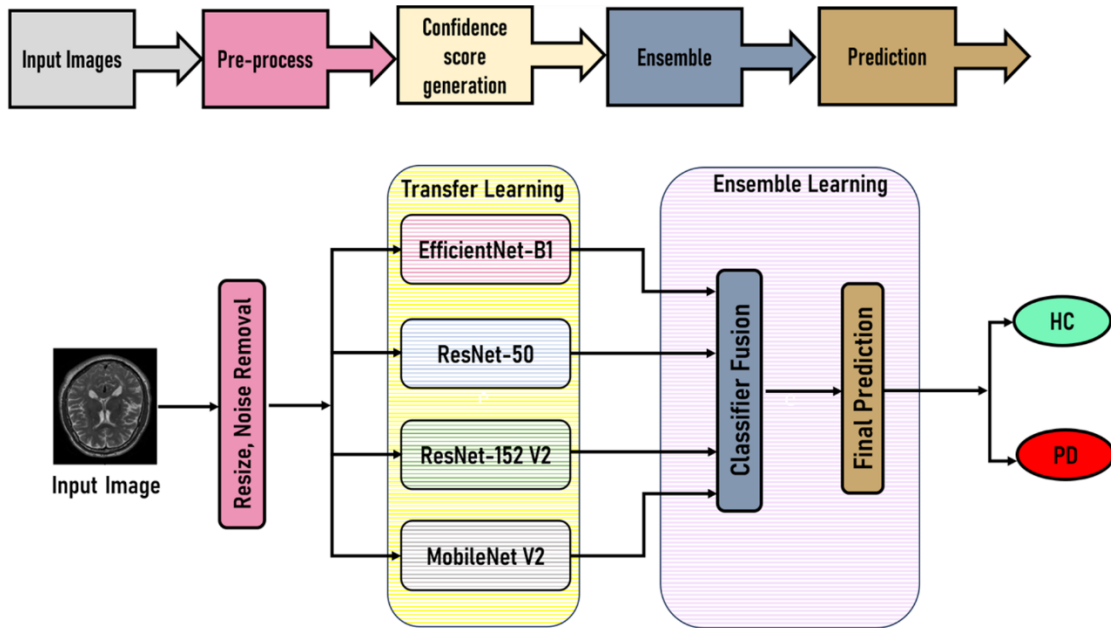 Input Images
Pre-process
Confidence
score
generation
Ensemble
Prediction
Transfer Learning
Ensemble Learning
EfficientNet-B1
ResNet-50
ResNet-152 V2
MobileNet V2
Input Image
Resize, Noise Removal
Classifier Fusion
Final Prediction
HC
PD